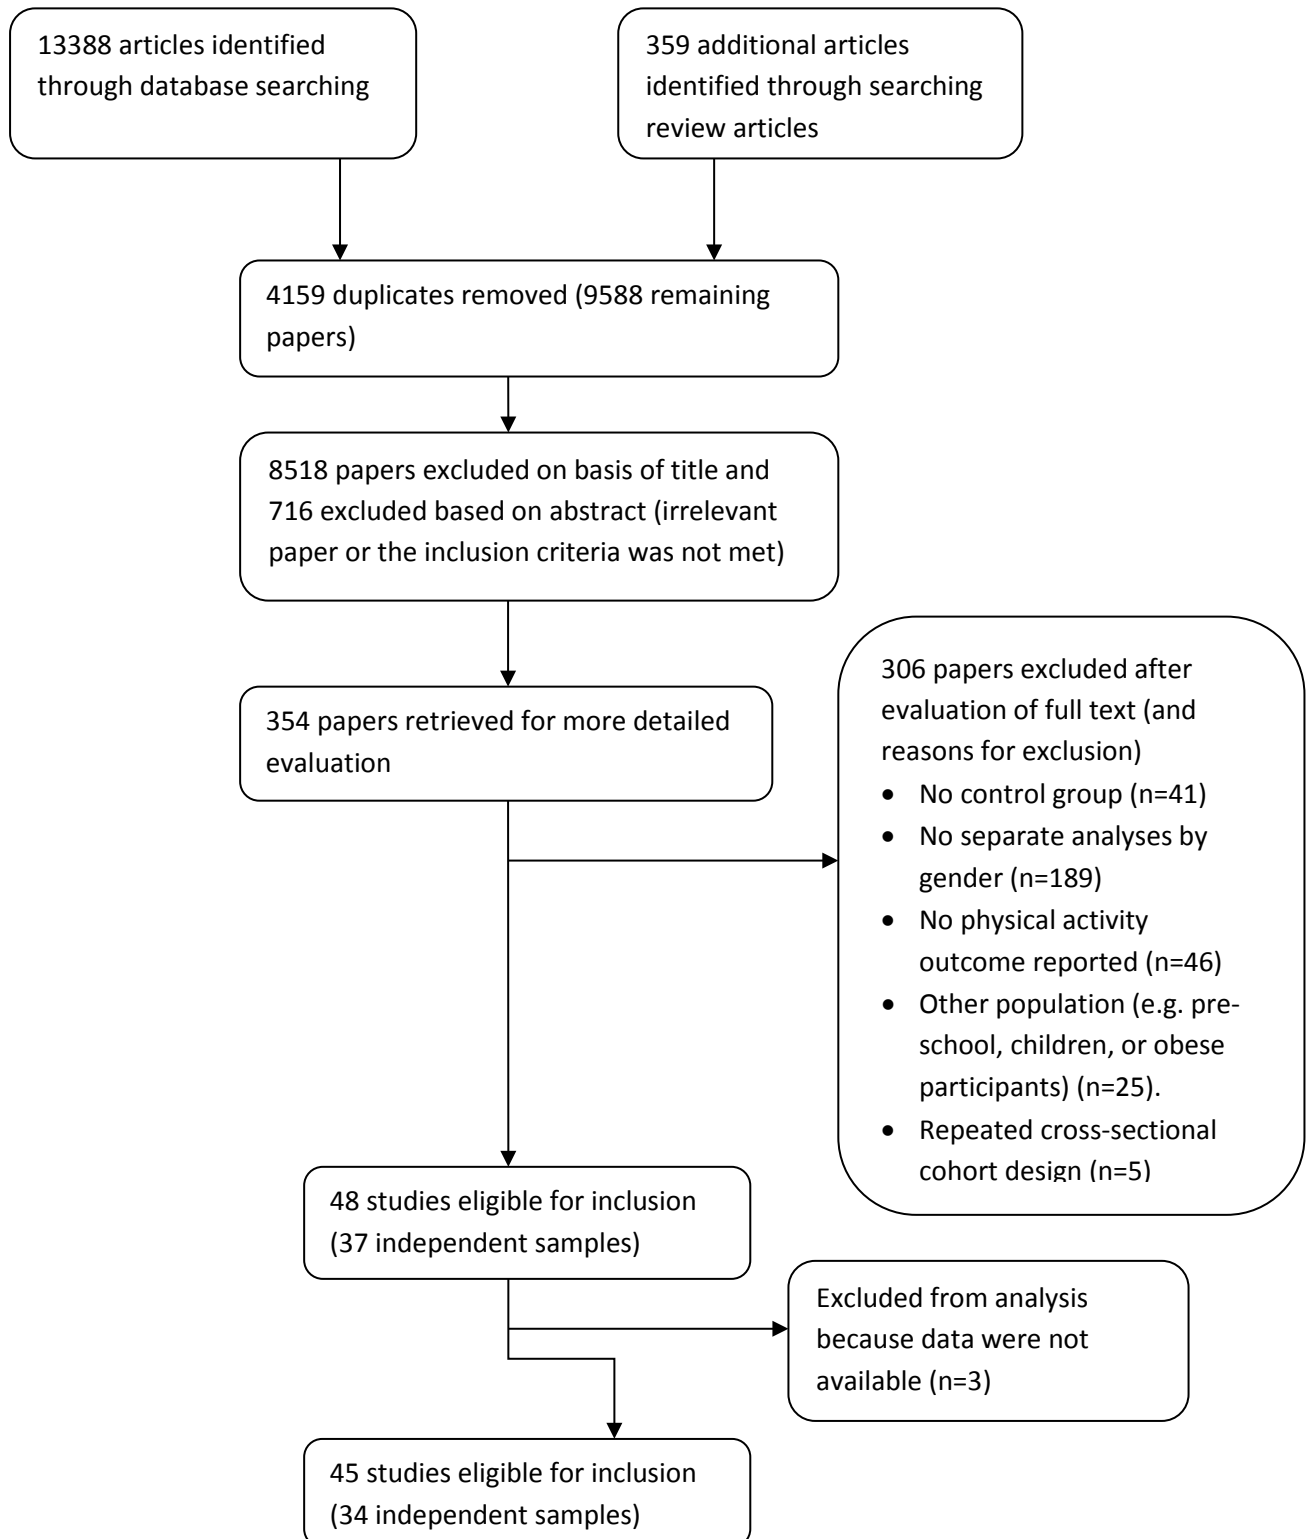 13388 articles identified
through database searching
359 additional articles
identified through searching
review articles
4159 duplicates removed (9588 remaining
papers)
8518 papers excluded on basis of title and
716 excluded based on abstract (irrelevant
paper or the inclusion criteria was not met)
354 papers retrieved for more detailed
evaluation
306 papers excluded after
evaluation of full text (and
reasons for exclusion)
• No control group (n=41)
• No separate analyses by
gender (n=189)
• No physical activity
outcome reported (n=46)
• Other population (e.g. pre-
school, children, or obese
participants) (n=25).
• Repeated cross-sectional
cohort design (n=5)
48 studies eligible for inclusion
(37 independent samples)
Excluded from analysis
because data were not
available (n=3)
45 studies eligible for inclusion
(34 independent samples)